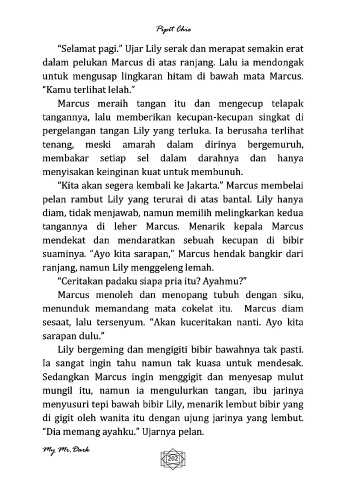 Pipit Chie
“Selamat pagi.” Ujar Lily serak dan merapat semakin erat
dalam pelukan Marcus di atas ranjang. Lalu ia mendongak
untuk mengusap lingkaran hitam di bawah mata Marcus.
“Kamu terlihat lelah.”
Marcus meraih tangan itu dan mengecup telapak
tangannya, lalu memberikan kecupan-kecupan singkat di
pergelangan tangan Lily yang terluka. Ia berusaha terlihat
tenang, meski amarah dalam dirinya bergemuruh,
membakar setiap sel dalam darahnya dan hanya
menyisakan keinginan kuat untuk membunuh.
“Kita akan segera kembali ke Jakarta.” Marcus membelai
pelan rambut Lily yang terurai di atas bantal. Lily hanya
diam, tidak menjawab, namun memilih melingkarkan kedua
tangannya di leher Marcus. Menarik kepala Marcus
mendekat dan mendaratkan sebuah kecupan di bibir
suaminya. “Ayo kita sarapan,” Marcus hendak bangkit dari
ranjang, namun Lily menggeleng lemah.
“Ceritakan padaku siapa pria itu? Ayahmu?”
Marcus menoleh dan menopang tubuh dengan siku,
menunduk memandang mata cokelat itu. Marcus diam
sesaat, lalu tersenyum. “Akan kuceritakan nanti. Ayo kita
sarapan dulu.”
Lily bergeming dan mengigiti bibir bawahnya tak pasti.
Ia sangat ingin tahu namun tak kuasa untuk mendesak.
Sedangkan Marcus ingin menggigit dan menyesap mulut
mungil itu, namun ia mengulurkan tangan, ibu jarinya
menyusuri tepi bawah bibir Lily, menarik lembut bibir yang
di gigit oleh wanita itu dengan ujung jarinya yang lembut.
“Dia memang ayahku.” Ujarnya pelan.
My Mr. Dark
202